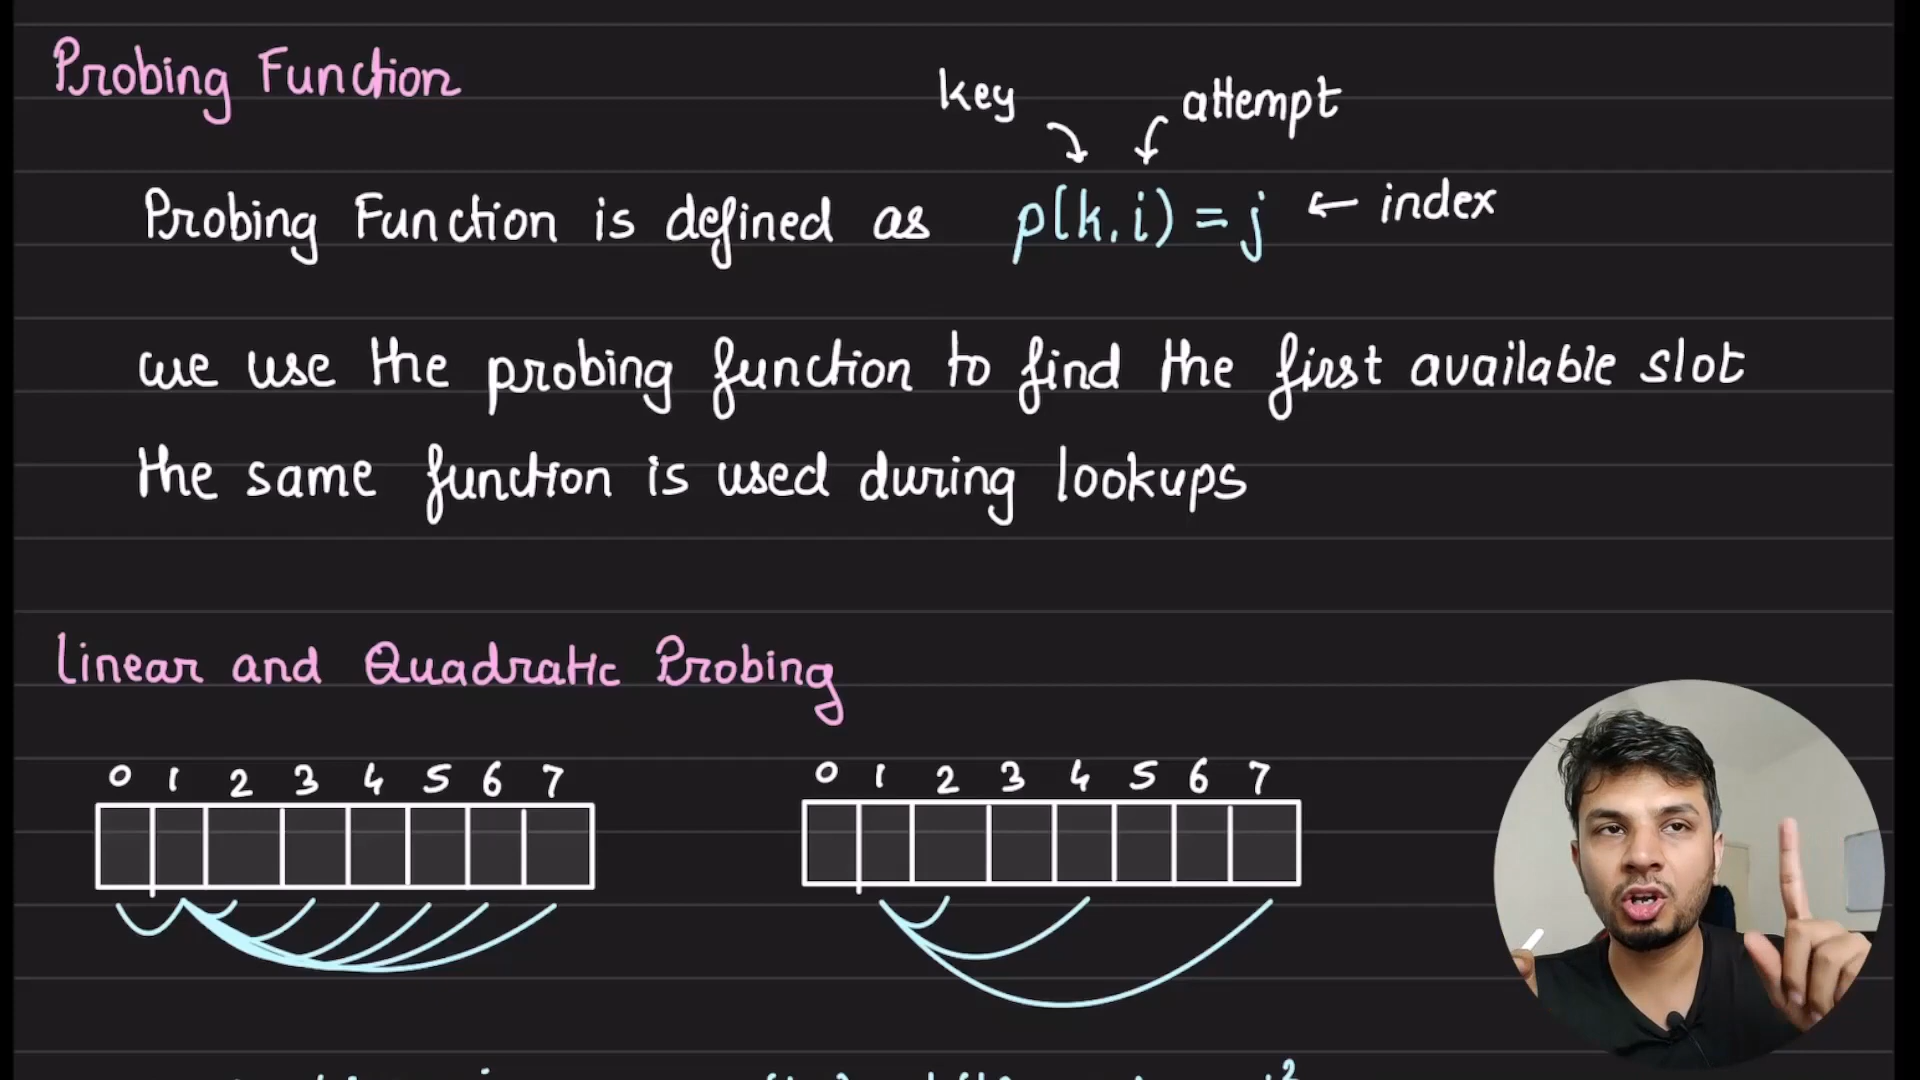 Probing Function
key attempt
Probing Function is defined as p(k, i) = j ← index
we use the probing function to find the first available slot
the same function is used during lookups
Linear and Quadratic Probing
0 1 2 3 4 5 6 7
0 1 2 3 4 5 6 7